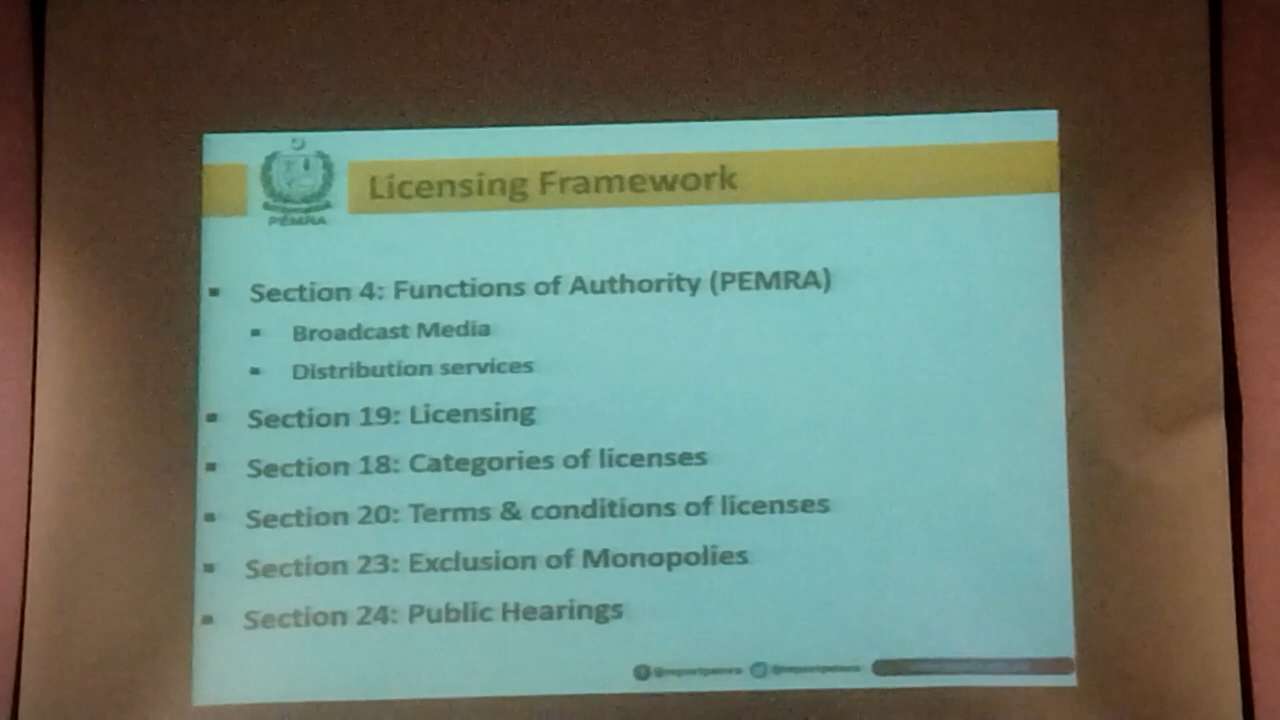 PEMRA
Licensing Framework
▪ Section 4: Functions of Authority (PEMRA)
▪ Broadcast Media
▪ Distribution services
▪ Section 19: Licensing
▪ Section 18: Categories of licenses
▪ Section 20: Terms & conditions of licenses
▪ Section 23: Exclusion of Monopolies
▪ Section 24: Public Hearings